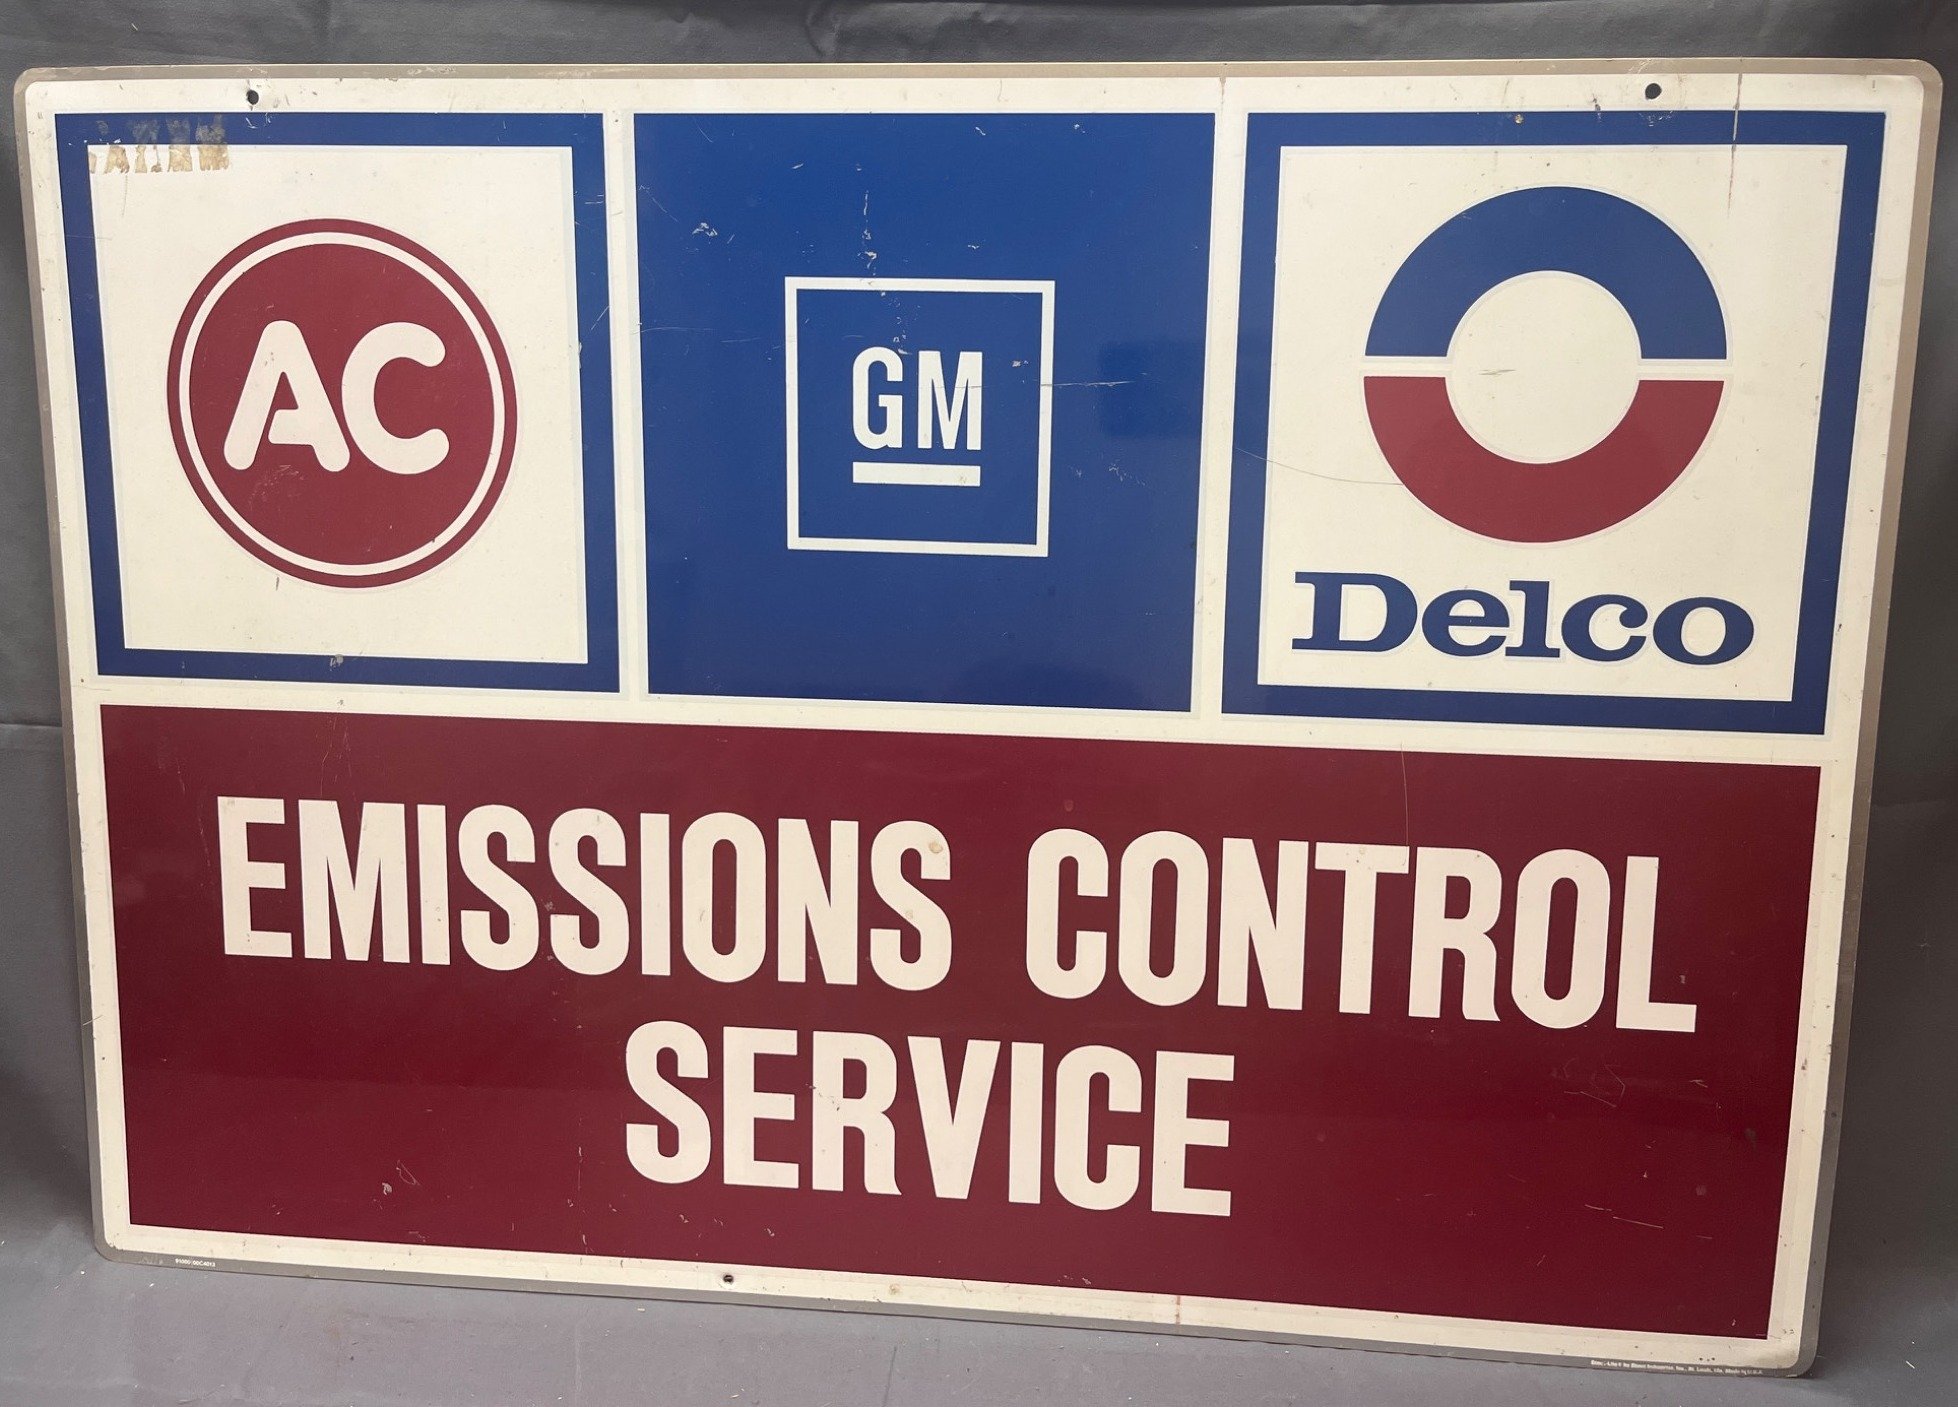 AC
GM
Delco
EMISSIONS CONTROL
SERVICE